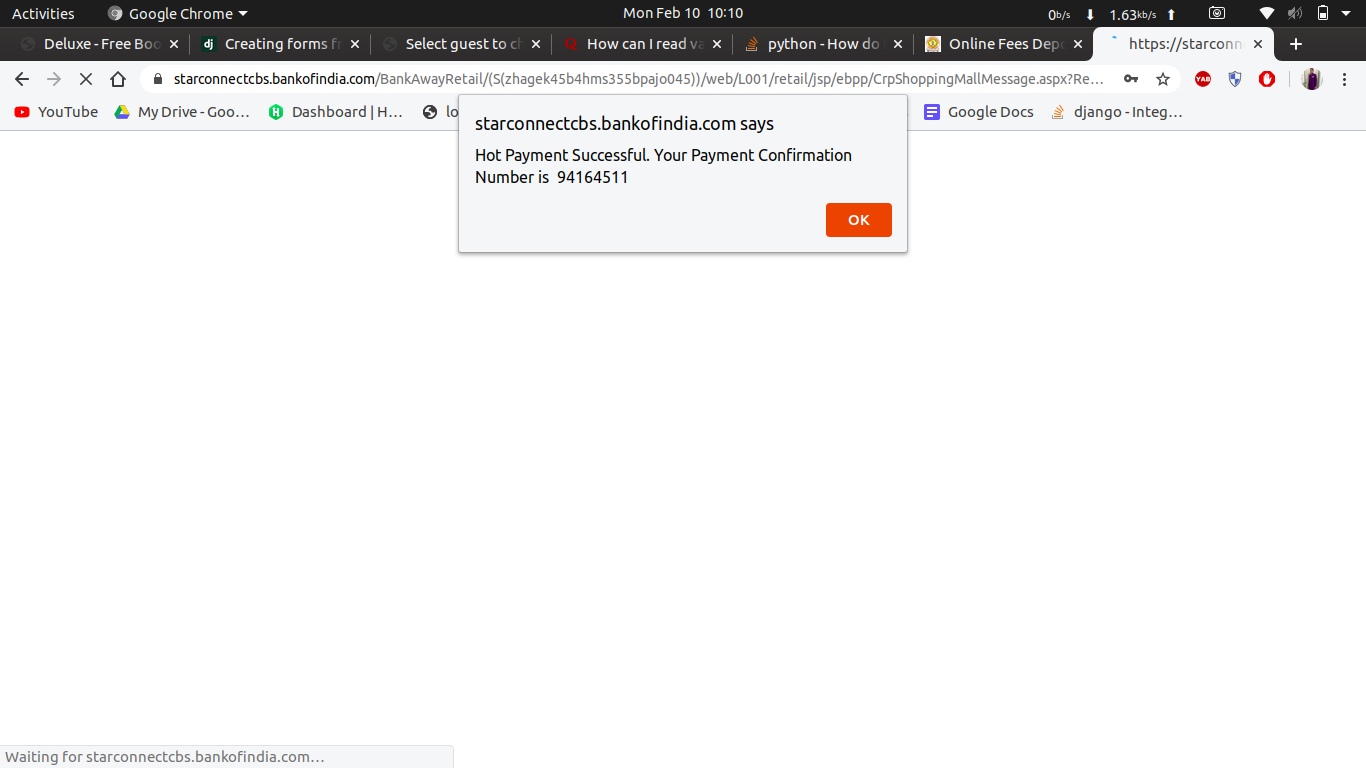 Activities Google Chrome Mon Feb 10 10:10 0b/s 1.63kb/s
Deluxe - Free Boo Creating forms fr Select guest to ch How can I read va python - How do Online Fees Depo https://starconn
starconnectcbs.bankofindia.com/BankAwayRetail/(S(zhagek45b4hms355bpajo045))/web/L001/retail/jsp/ebpp/CrpShoppingMallMessage.aspx?Re… YAB
YouTube My Drive - Goo… Dashboard | H… lo Google Docs django - Integ…
starconnectcbs.bankofindia.com says
Hot Payment Successful. Your Payment Confirmation
Number is 94164511
OK
Waiting for starconnectcbs.bankofindia.com…